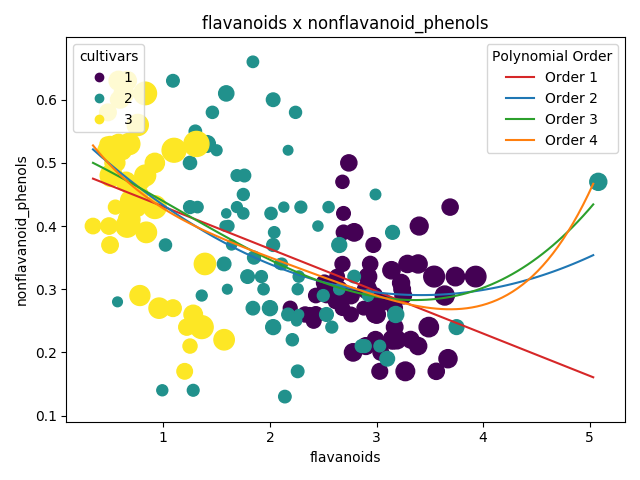 flavanoids x nonflavanoid_phenols
cultivars
1
2
3
Polynomial Order
Order 1
Order 2
Order 3
Order 4
nonflavanoid_phenols
0.6
0.5
0.4
0.3
0.2
0.1
1 2 3 4 5
flavanoids